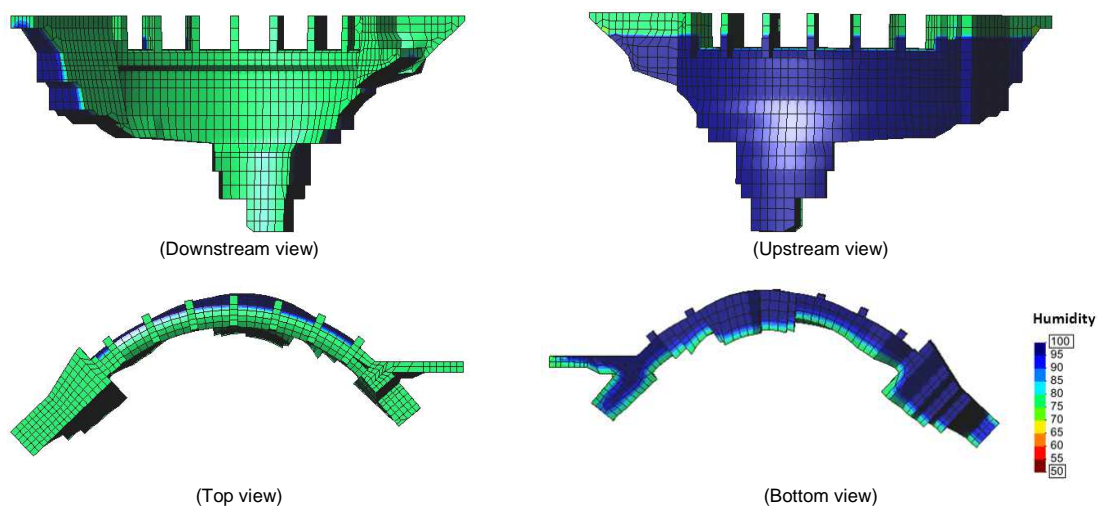 (Downstream view)
(Upstream view)
Humidity
100
95
90
85
80
75
70
65
60
55
50
(Top view)
(Bottom view)